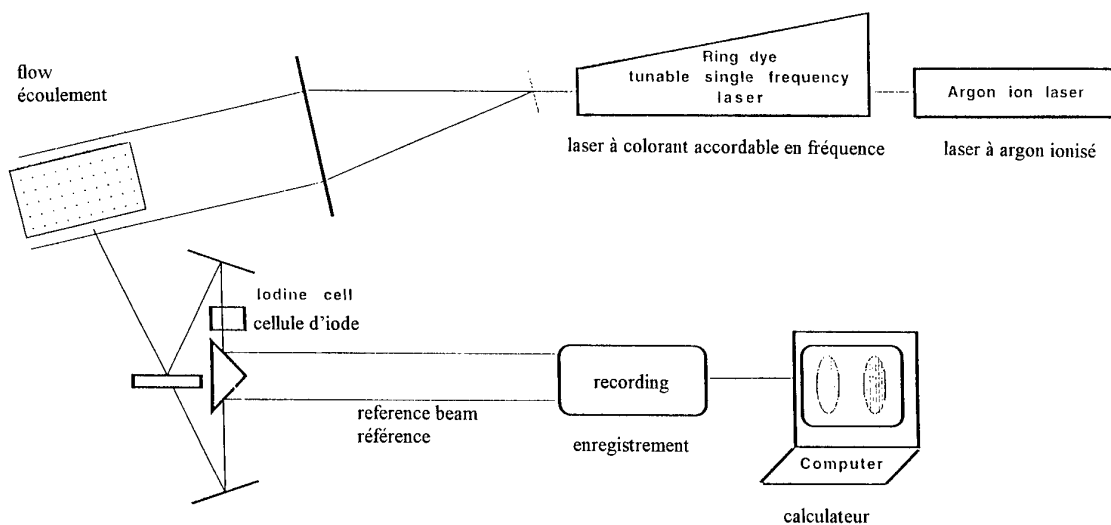 flow
écoulement
Ring dye
tunable single frequency
laser
laser à colorant accordable en fréquence
Argon ion laser
laser à argon ionisé
Iodine cell
cellule d'iode
reference beam
référence
recording
enregistrement
Computer
calculateur